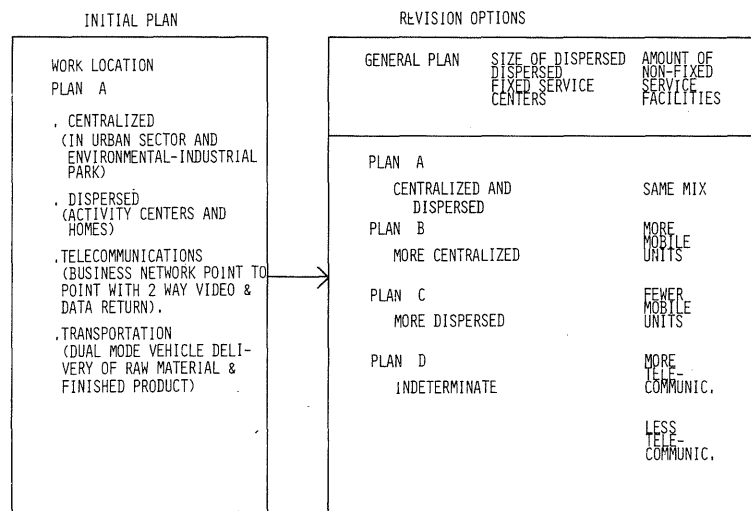 INITIAL PLAN
WORK LOCATION
PLAN A
. CENTRALIZED
(IN URBAN SECTOR AND
ENVIRONMENTAL-INDUSTRIAL
PARK)
. DISPERSED
(ACTIVITY CENTERS AND
HOMES)
.TELECOMMUNICATIONS
(BUSINESS NETWORK POINT TO
POINT WITH 2 WAY VIDEO &
DATA RETURN).
.TRANSPORTATION
(DUAL MODE VEHICLE DELI-
VERY OF RAW MATERIAL &
FINISHED PRODUCT)
REVISION OPTIONS
GENERAL PLAN
SIZE OF DISPERSED
DISPERSED
FIXED SERVICE
CENTERS
AMOUNT OF
NON-FIXED
SERVICE
FACILITIES
PLAN A
CENTRALIZED AND
DISPERSED
SAME MIX
PLAN B
MORE CENTRALIZED
MORE
MOBILE
UNITS
PLAN C
MORE DISPERSED
FEWER
MOBILE
UNITS
PLAN D
INDETERMINATE
MORE
TELE-
COMMUNIC.
LESS
TELE-
COMMUNIC.